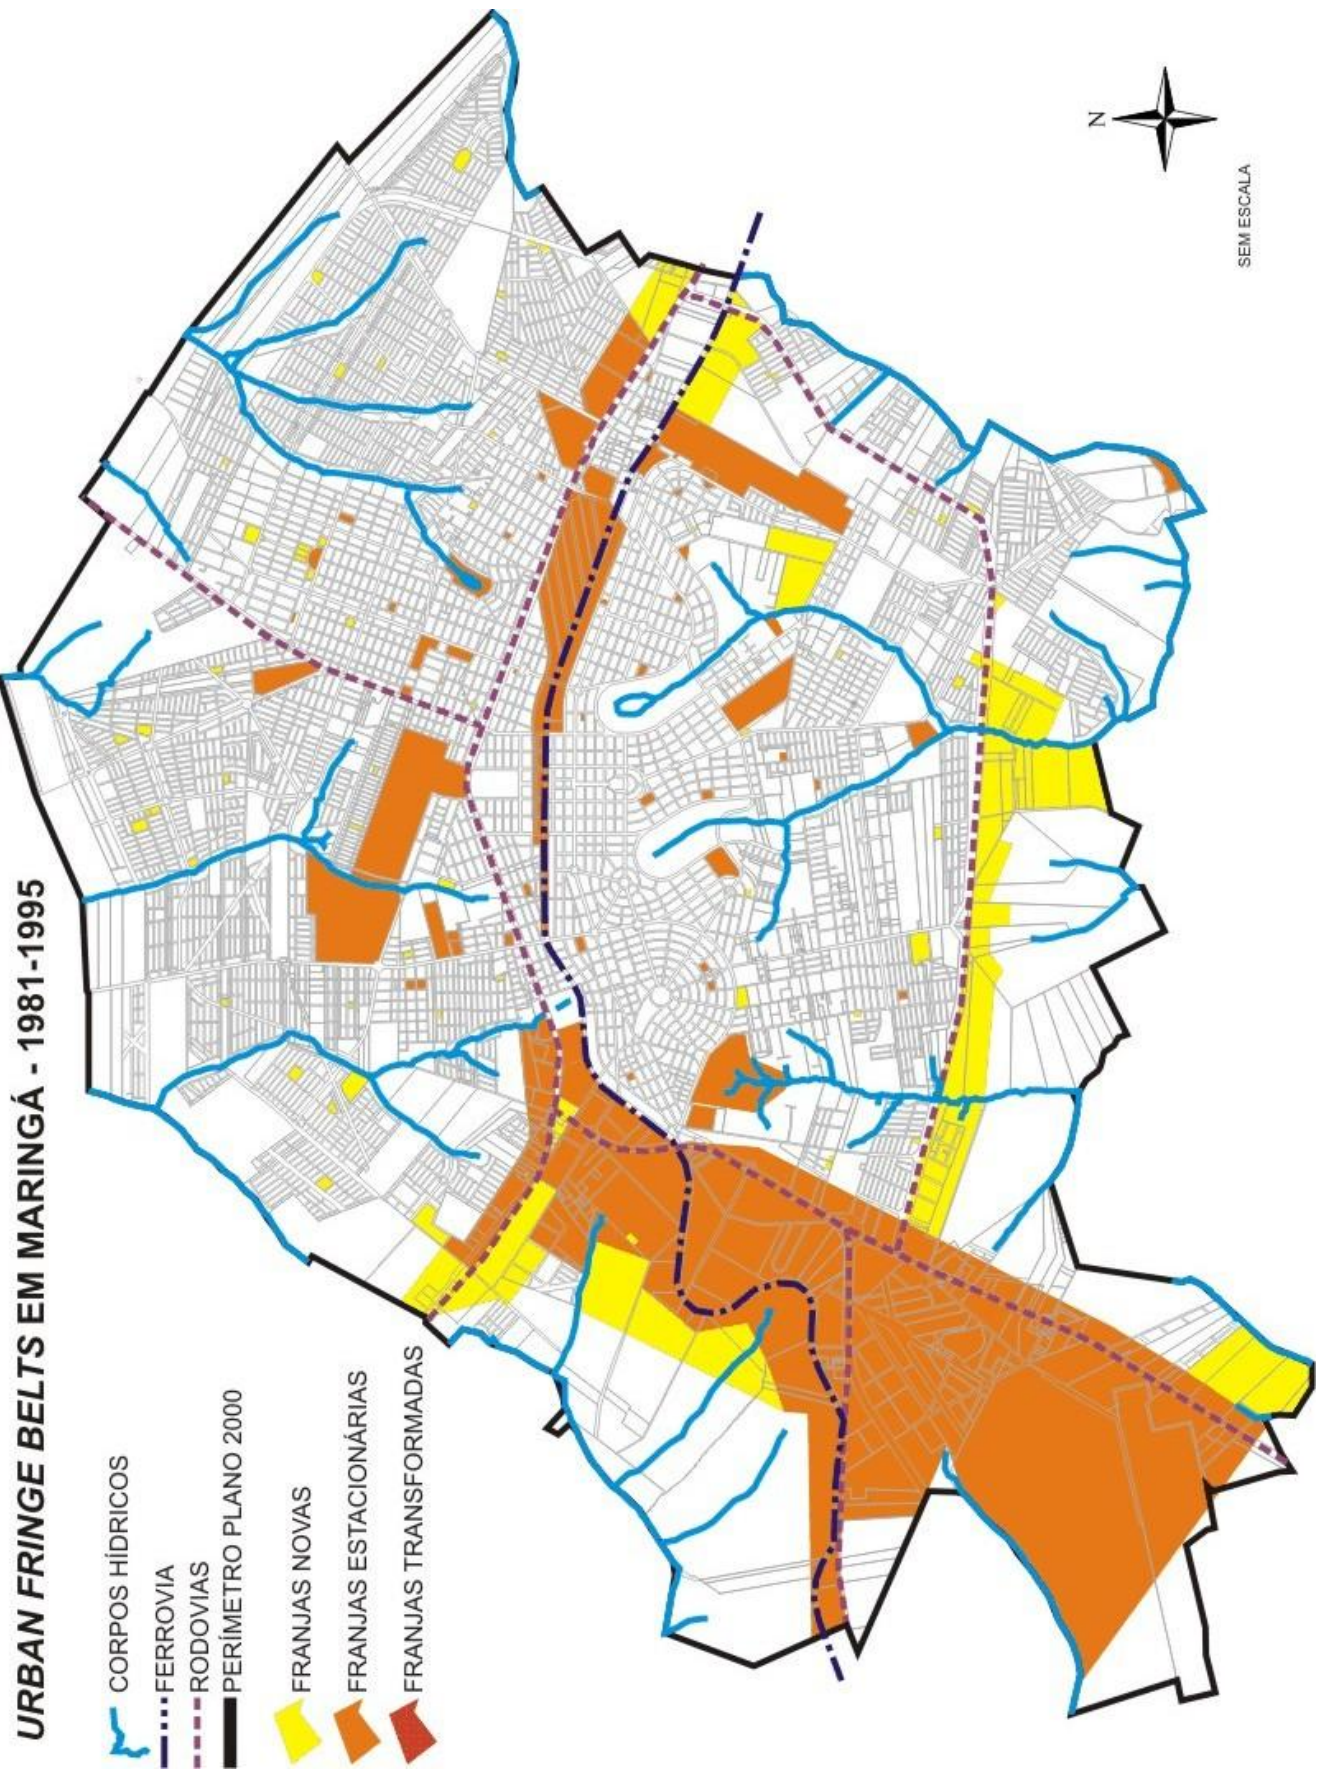 URBAN FRINGE BELTS EM MARINGÁ - 1981-1995
CORPOS HÍDRICOS
FERROVIA
RODOVIAS
PERÍMETRO PLANO 2000
FRANJAS NOVAS
FRANJAS ESTACIONÁRIAS
FRANJAS TRANSFORMADAS
N
SEM ESCALA